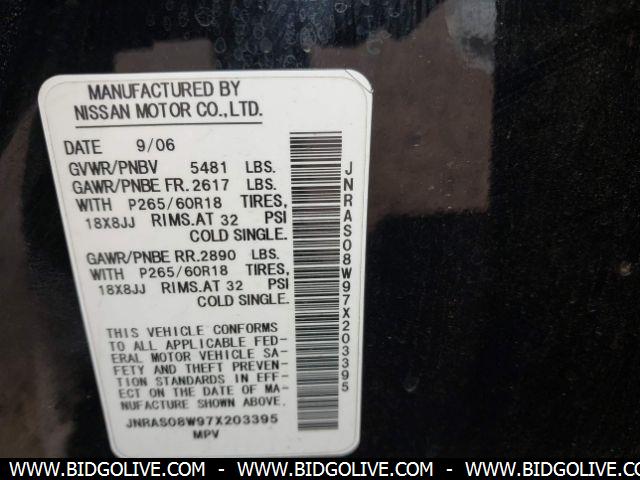 MANUFACTURED BY
NISSAN MOTOR CO., LTD.
DATE 9/06
GVWR/PNBV 5481 LBS.
GAWR/PNBE FR. 2617 LBS.
WITH P265/60R18 TIRES,
18X8JJ RIMS. AT 32 PSI
COLD SINGLE.
GAWR/PNBE RR. 2890 LBS.
WITH P265/60R18 TIRES,
18X8JJ RIMS. AT 32 PSI
COLD SINGLE.
THIS VEHICLE CONFORMS
TO ALL APPLICABLE FED-
ERAL MOTOR VEHICLE SA-
FETY AND THEFT PREVENTION
STANDARDS IN EFF-
ECT ON THE DATE OF MA-
NUFACTURE SHOWN ABOVE.
JNRAS08W97X203395
MPV
JNRAS08W97X203395
WWW.BIDGOLIVE.COM - WWW.BIDGOLIVE.COM - WWW.BIDGOLIVE.COM